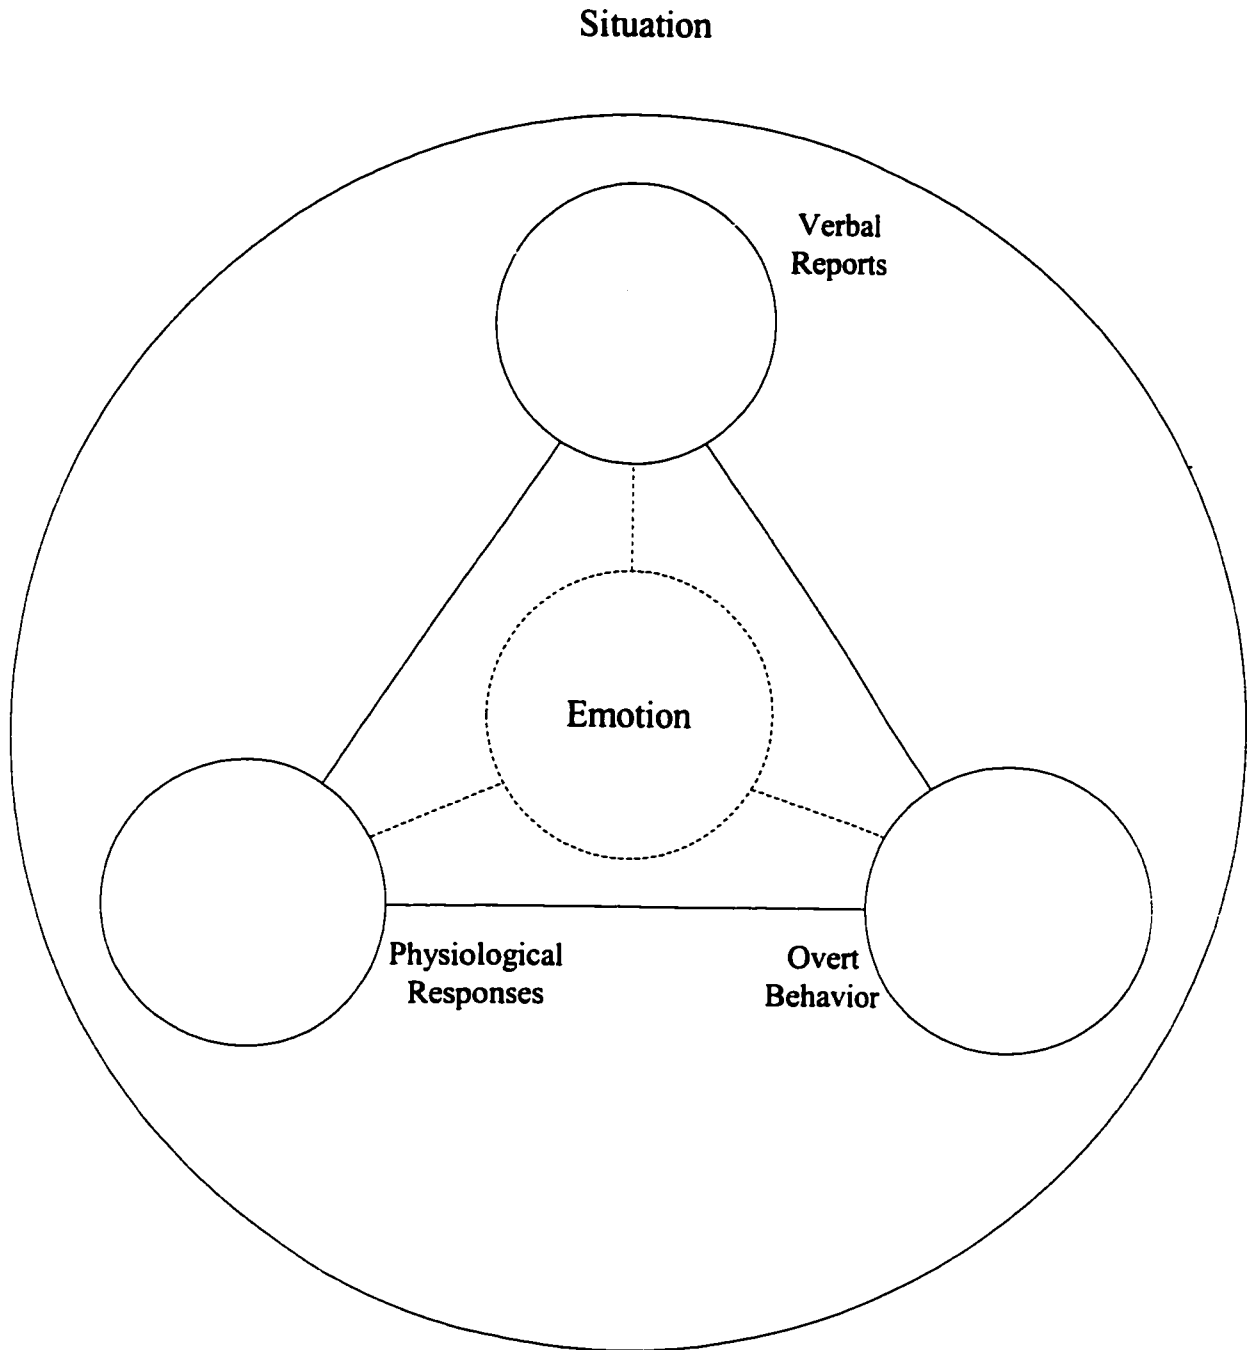 Situation
Verbal
Reports
Emotion
Physiological
Responses
Overt
Behavior